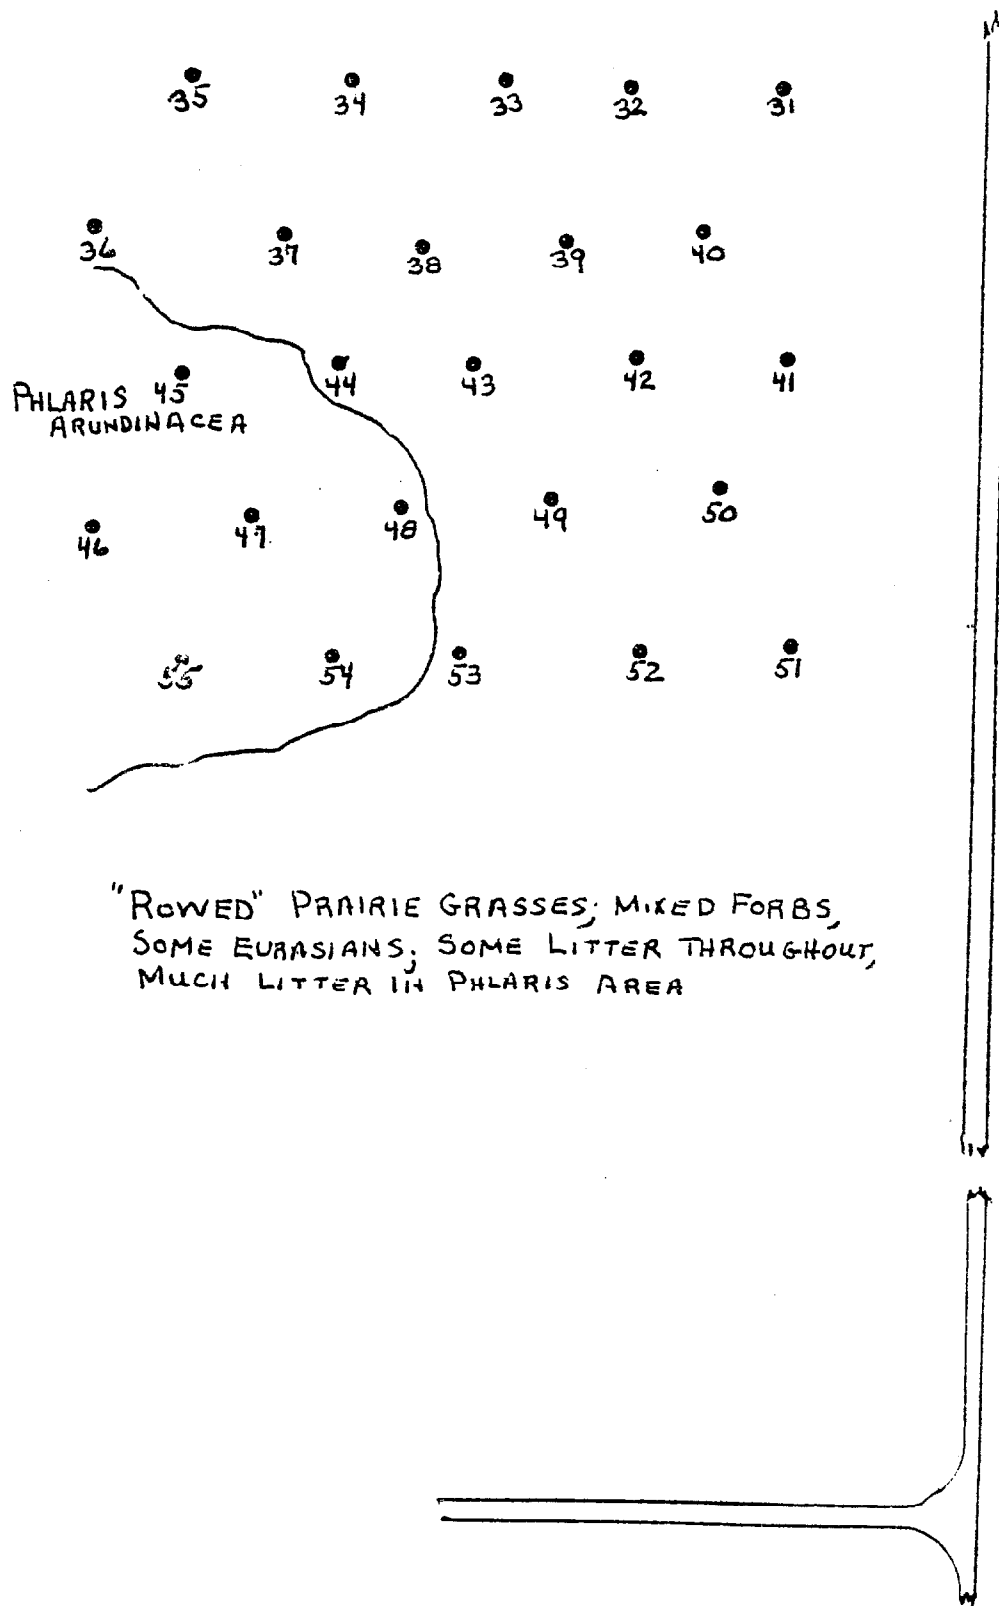 35 34 33 32 31
36 37 38 39 40
45 44 43 42 41
PHLARIS
ARUNDINACEA
46 47 48 49 50
55 54 53 52 51
"ROWED" PRAIRIE GRASSES; MIXED FORBS,
SOME EURASIANS; SOME LITTER THROUGHOUT,
MUCH LITTER IN PHLARIS AREA